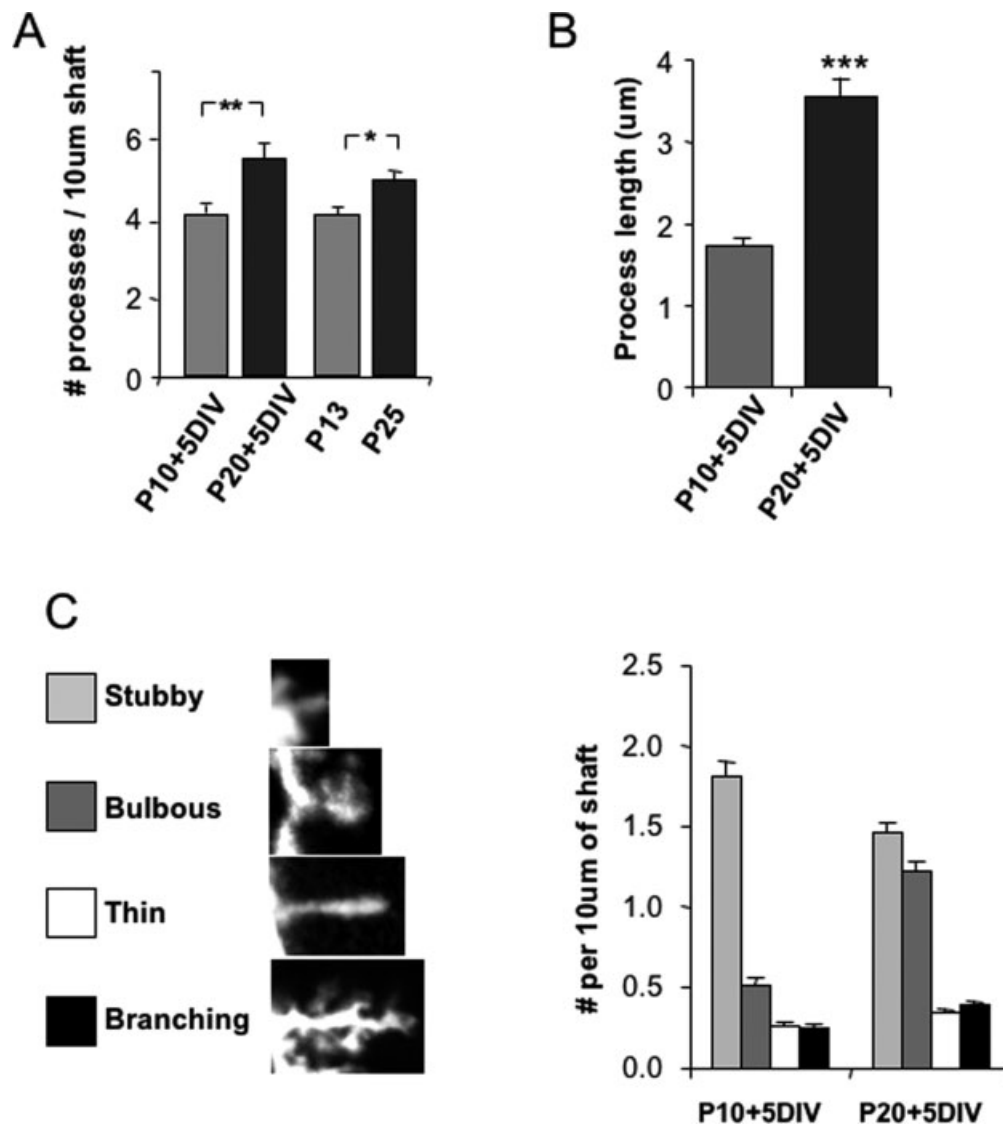 A
# processes / 10um shaft
6
4
2
0
**
*
P10+5DIV
P20+5DIV
P13
P25
B
Process length (um)
4
3
2
1
0
***
P10+5DIV
P20+5DIV
C
Stubby
Bulbous
Thin
Branching
# per 10um of shaft
2.5
2.0
1.5
1.0
0.5
0.0
P10+5DIV
P20+5DIV